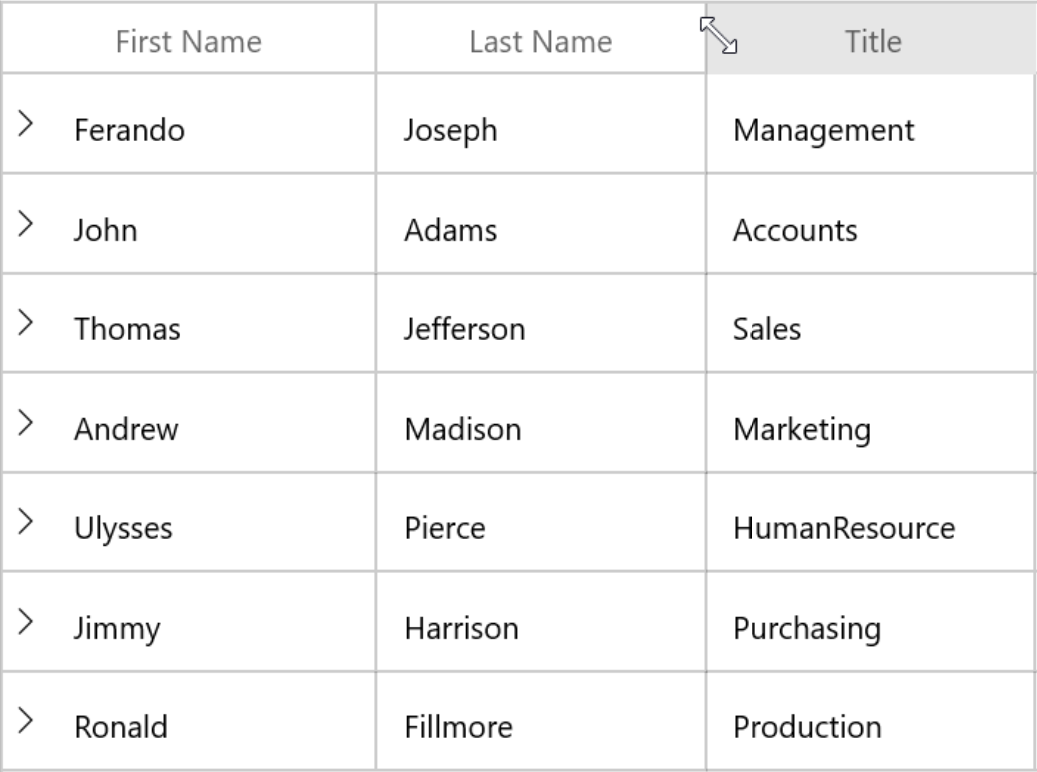 First Name Last Name Title
Ferando Joseph Management
John Adams Accounts
Thomas Jefferson Sales
Andrew Madison Marketing
Ulysses Pierce HumanResource
Jimmy Harrison Purchasing
Ronald Fillmore Production